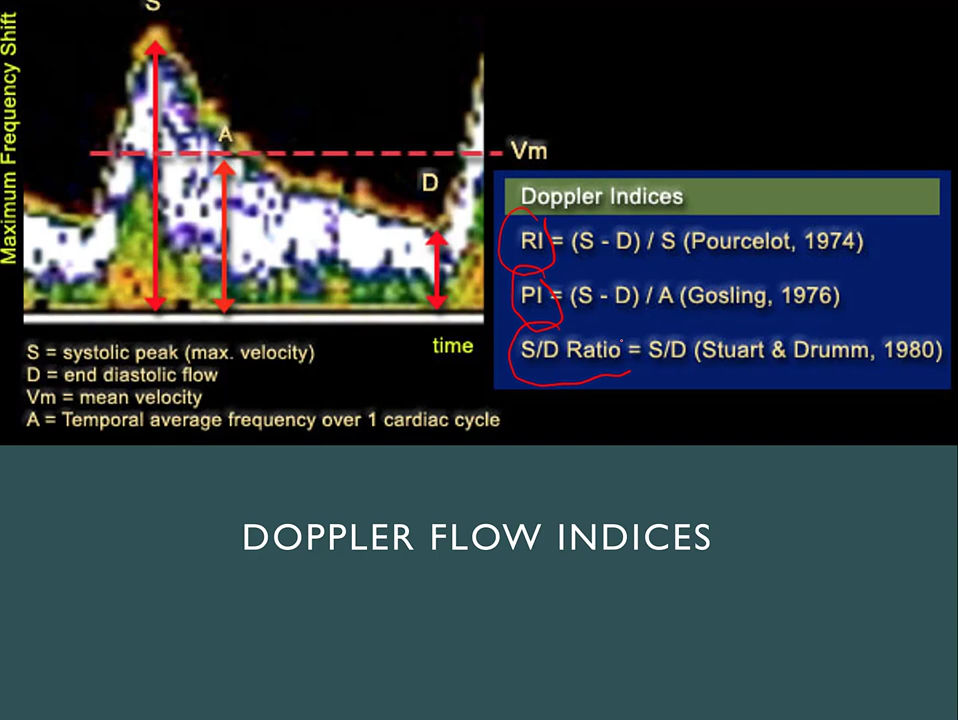 S
Maximum Frequency Shift
A
Vm
D
Doppler Indices
RI = (S - D) / S (Pourcelot, 1974)
PI = (S - D) / A (Gosling, 1976)
S/D Ratio = S/D (Stuart & Drumm, 1980)
time
S = systolic peak (max. velocity)
D = end diastolic flow
Vm = mean velocity
A = Temporal average frequency over 1 cardiac cycle
DOPPLER FLOW INDICES